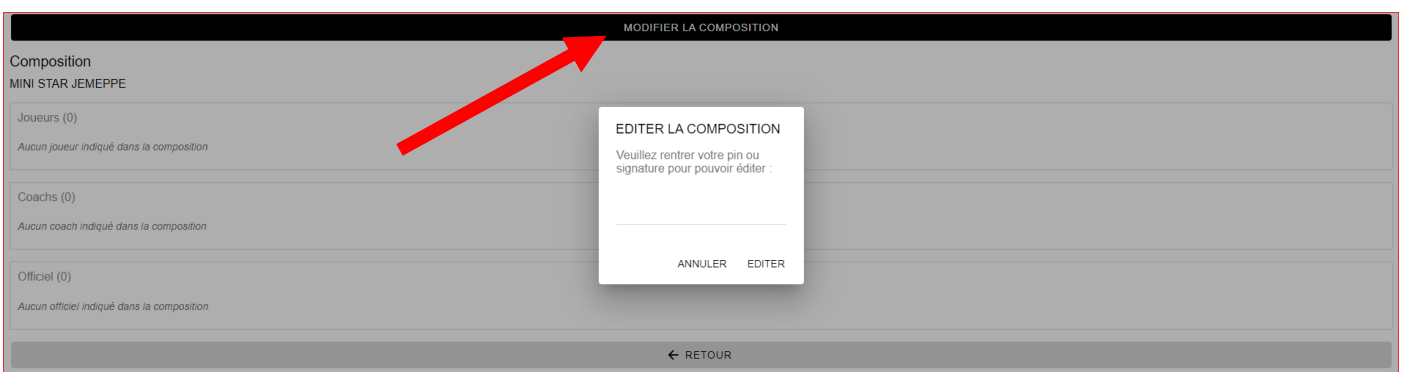 MODIFIER LA COMPOSITION
Composition
MINI STAR JEMEPPE
Joueurs (0)
Aucun joueur indiqué dans la composition
Coachs (0)
Aucun coach indiqué dans la composition
Officiel (0)
Aucun officiel indiqué dans la composition
EDITER LA COMPOSITION
Veuillez rentrer votre pin ou
signature pour pouvoir éditer :
ANNULER EDITER
← RETOUR